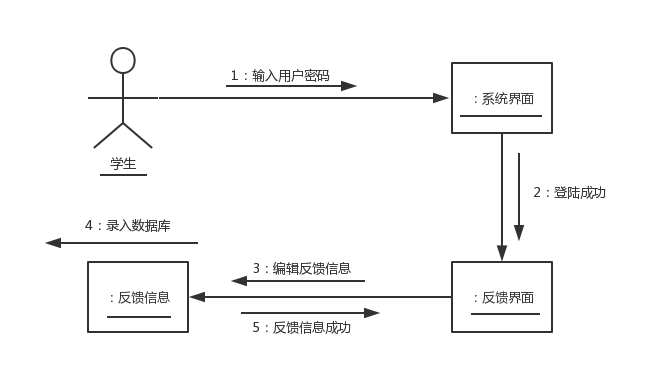 1：输入用户密码
：系统界面
学生
2：登陆成功
4：录入数据库
3：编辑反馈信息
：反馈信息
：反馈界面
5：反馈信息成功